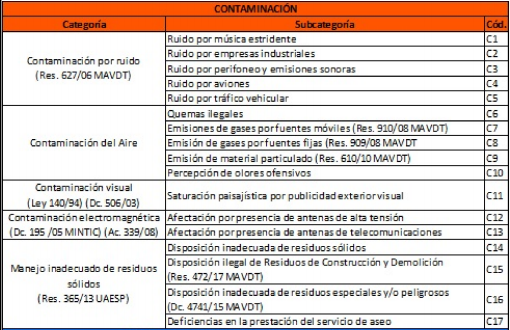 CONTAMINACIÓN
Categoría Subcategoría Cód.
Contaminación por ruido
(Res. 627/06 MAVDT)
Ruido por música estridente C1
Ruido por empresas industriales C2
Ruido por perifoneo y emisiones sonoras C3
Ruido por aviones C4
Ruido por tráfico vehicular C5
Contaminación del Aire
Quemas ilegales C6
Emisiones de gases por fuentes móviles (Res. 910/08 MAVDT) C7
Emisión de gases por fuentes fijas (Res. 909/08 MAVDT C8
Emisión de material particulado (Res. 610/10 MAVDT) C9
Percepción de olores ofensivos C10
Contaminación visual
(Ley 140/94) (Dc. 506/03)
Saturación paisajística por publicidad exterior visual C11
Contaminación electromagnética
(Dc. 195 /05 MINTIC) (Ac. 339/08)
Afectación por presencia de antenas de alta tensión C12
Afectación por presencia de antenas de telecomunicaciones C13
Manejo inadecuado de residuos
sólidos
(Res. 365/13 UAESP)
Disposición inadecuada de residuos sólidos C14
Disposición ilegal de Residuos de Construcción y Demolición
(Res. 472/17 MAVDT) C15
Disposición inadecuada de residuos especiales y/o peligrosos
(Dc. 4741/15 MAVDT) C16
Deficiencias en la prestación del servicio de aseo C17